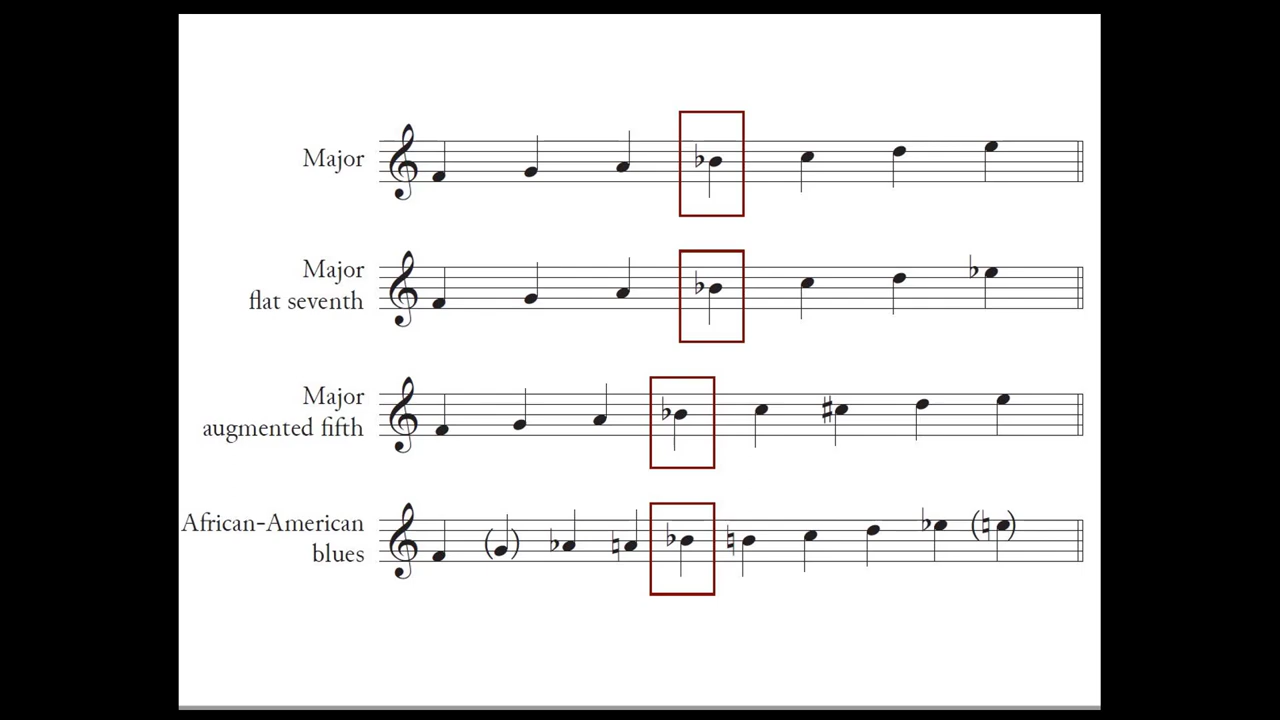 Major
Major
flat seventh
Major
augmented fifth
African-American
blues